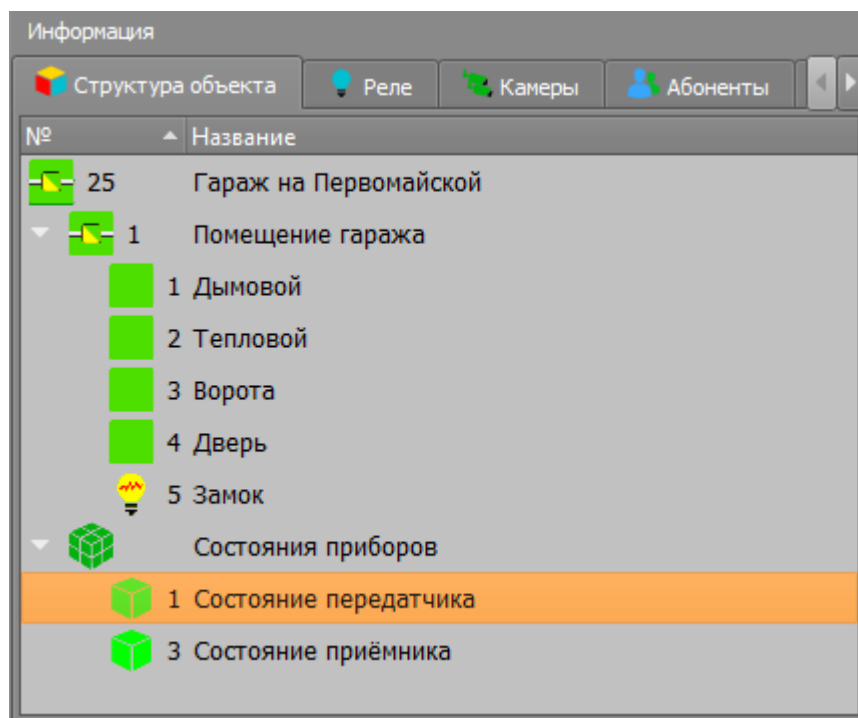 Информация
Структура объекта Реле Камеры Абоненты
№ Название
25 Гараж на Первомайской
1 Помещение гаража
1 Дымовой
2 Тепловой
3 Ворота
4 Дверь
5 Замок
Состояния приборов
1 Состояние передатчика
3 Состояние приёмника